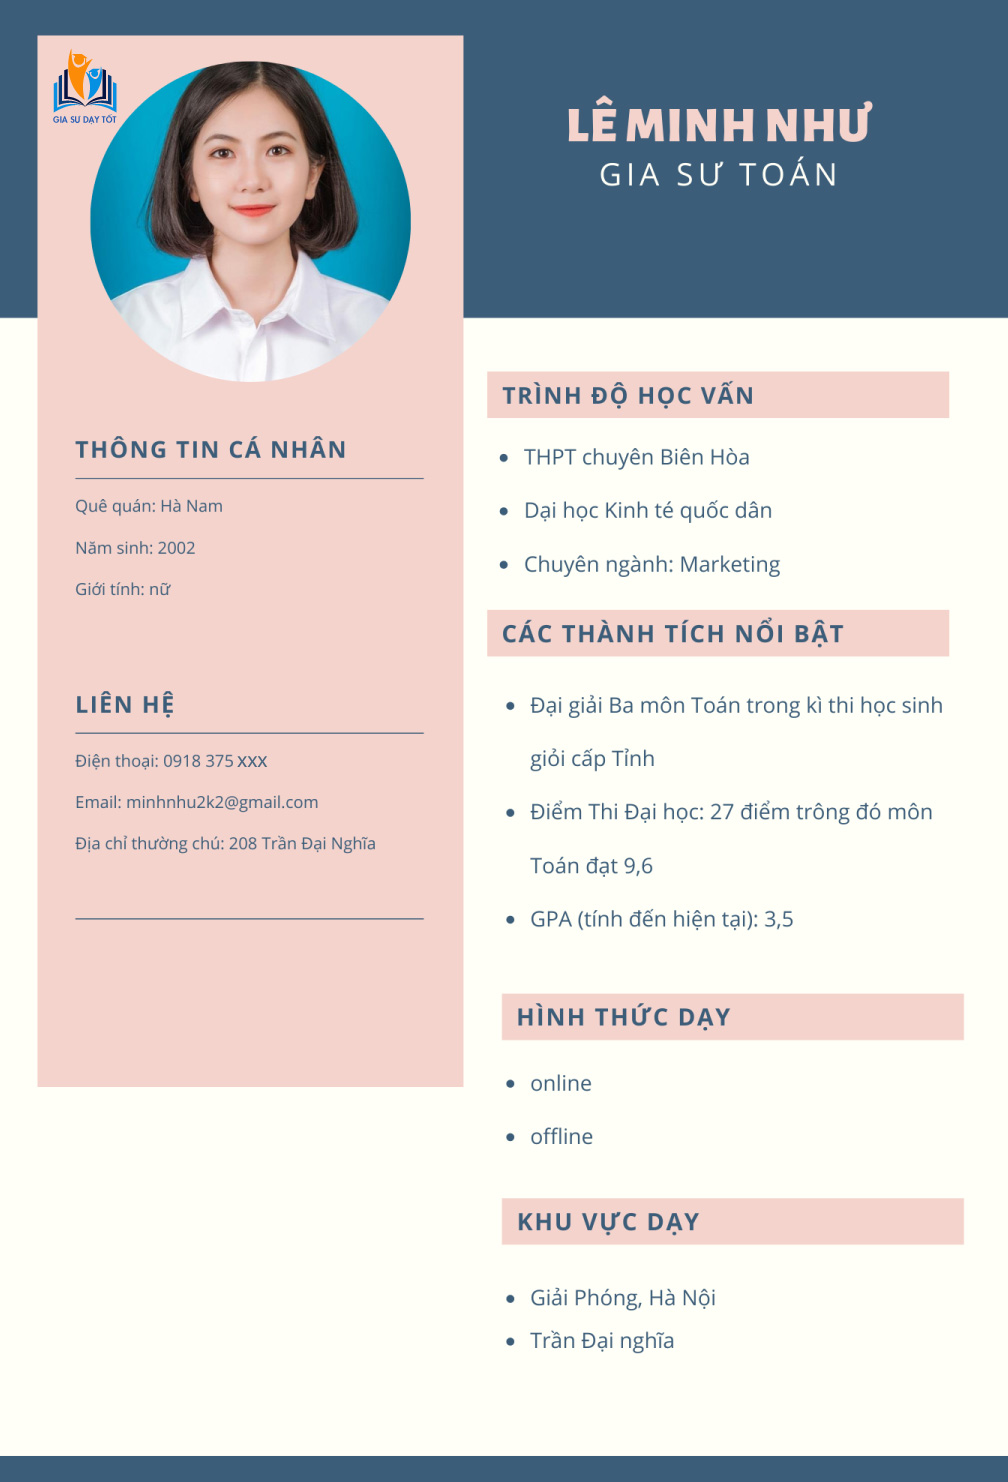 GIA SƯ DẠY TỐT
LÊ MINH NHƯ
GIA SƯ TOÁN
THÔNG TIN CÁ NHÂN
Quê quán: Hà Nam
Năm sinh: 2002
Giới tính: nữ
LIÊN HỆ
Điện thoại: 0918 375 XXX
Email: minhnhu2k2@gmail.com
Địa chỉ thường chú: 208 Trần Đại Nghĩa
TRÌNH ĐỘ HỌC VẤN
THPT chuyên Biên Hòa
Dại học Kinh té quốc dân
Chuyên ngành: Marketing
CÁC THÀNH TÍCH NỔI BẬT
Đại giải Ba môn Toán trong kì thi học sinh
giỏi cấp Tỉnh
Điểm Thi Đại học: 27 điểm trông đó môn
Toán đạt 9,6
GPA (tính đến hiện tại): 3,5
HÌNH THỨC DẠY
online
offline
KHU VỰC DẠY
Giải Phóng, Hà Nội
Trần Đại nghĩa